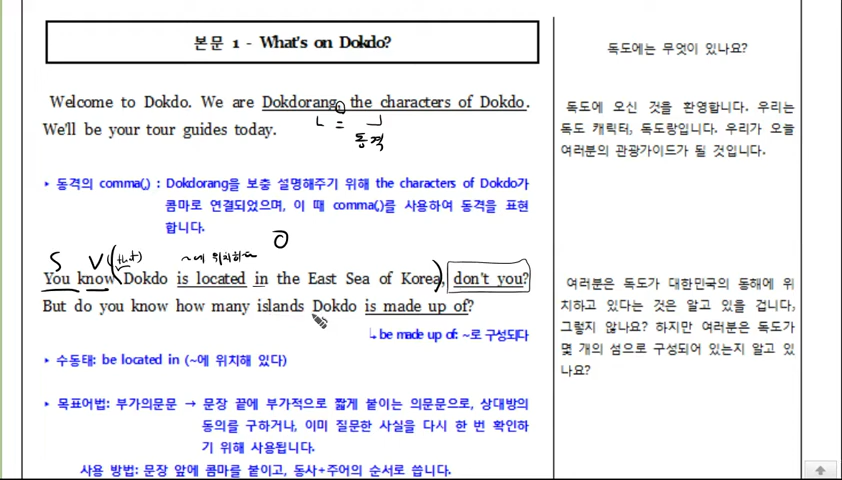 본문 1 - What's on Dokdo?
독도에는 무엇이 있나요?
Welcome to Dokdo. We are Dokdorang, the characters of Dokdo.
=
동격
We'll be your tour guides today.
독도에 오신 것을 환영합니다. 우리는
독도 캐릭터, 독도랑입니다. 우리가 오늘
여러분의 관광가이드가 될 것입니다.
▸ 동격의 comma(,) : Dokdorang을 보충 설명해주기 위해 the characters of Dokdo가
콤마로 연결되었으며, 이 때 comma(,)를 사용하여 동격을 표현
합니다.
S V (that) ~에 위치하다 O
You know Dokdo is located in the East Sea of Korea, don't you?
But do you know how many islands Dokdo is made up of?
↳ be made up of: ~로 구성되다
여러분은 독도가 대한민국의 동해에 위
치하고 있다는 것은 알고 있을 겁니다,
그렇지 않나요? 하지만 여러분은 독도가
몇 개의 섬으로 구성되어 있는지 알고 있
나요?
▸ 수동태: be located in (~에 위치해 있다)
▸ 목표어법: 부가의문문 → 문장 끝에 부가적으로 짧게 붙이는 의문문으로, 상대방의
동의를 구하거나, 이미 질문한 사실을 다시 한 번 확인하
기 위해 사용됩니다.
사용 방법: 문장 앞에 콤마를 붙이고, 동사+주어의 순서로 씁니다.